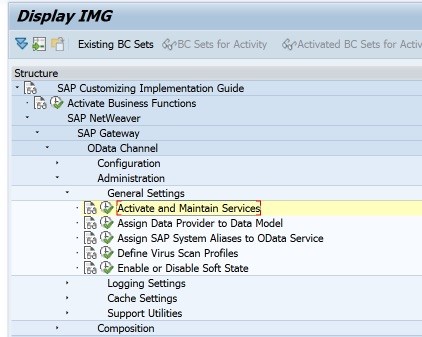 Display IMG
Existing BC Sets BC Sets for Activity Activated BC Sets for Activ
Structure
SAP Customizing Implementation Guide
Activate Business Functions
SAP NetWeaver
SAP Gateway
OData Channel
Configuration
Administration
General Settings
Activate and Maintain Services
Assign Data Provider to Data Model
Assign SAP System Aliases to OData Service
Define Virus Scan Profiles
Enable or Disable Soft State
Logging Settings
Cache Settings
Support Utilities
Composition